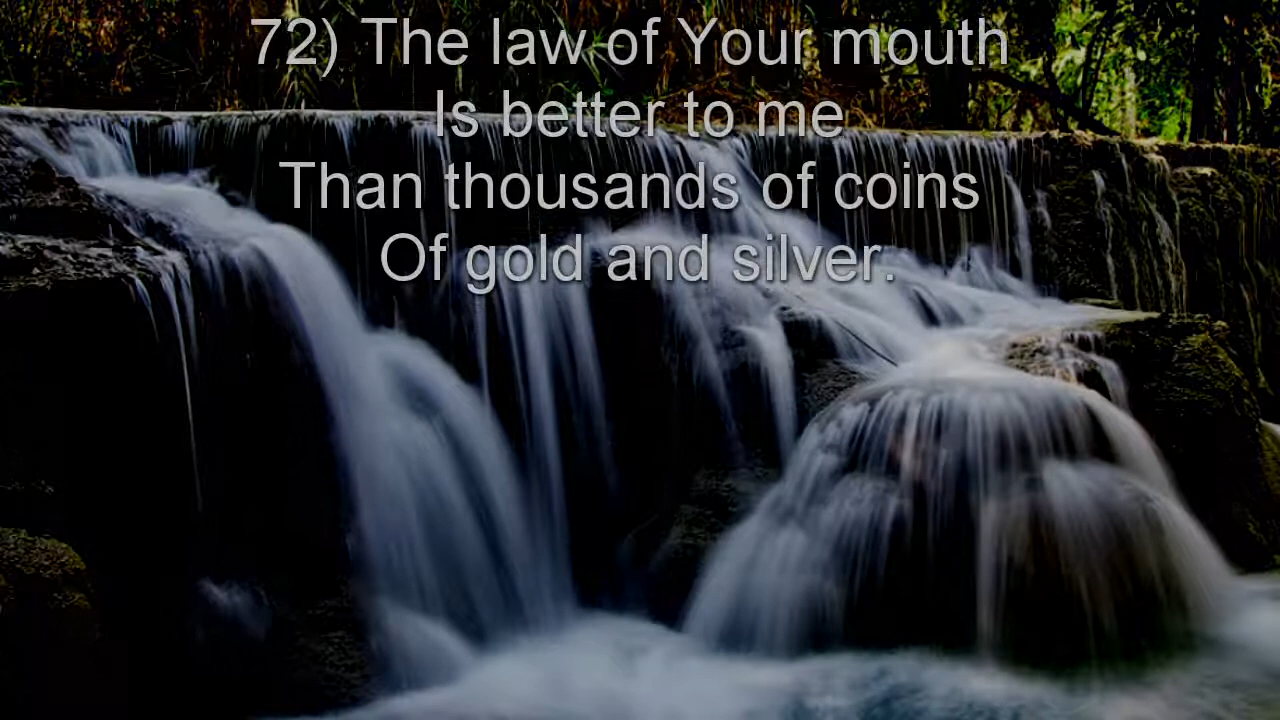 72) The law of Your mouth
Is better to me
Than thousands of coins
Of gold and silver.